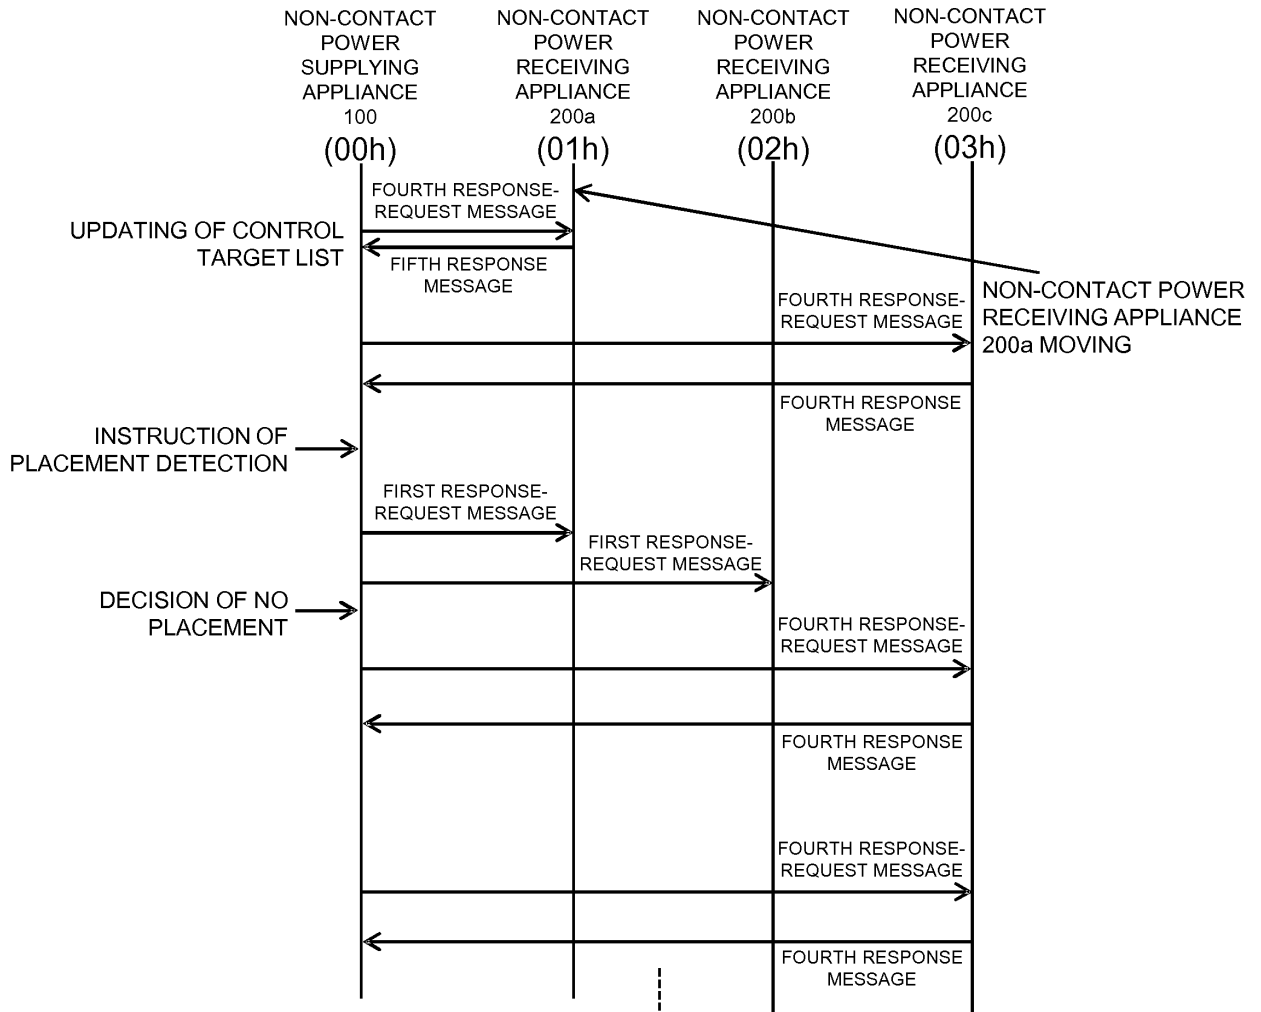 NON-CONTACT
POWER
SUPPLYING
APPLIANCE
100
(00h)
NON-CONTACT
POWER
RECEIVING
APPLIANCE
200a
(01h)
NON-CONTACT
POWER
RECEIVING
APPLIANCE
200b
(02h)
NON-CONTACT
POWER
RECEIVING
APPLIANCE
200c
(03h)
FOURTH RESPONSE-
REQUEST MESSAGE
UPDATING OF CONTROL
TARGET LIST
FIFTH RESPONSE
MESSAGE
NON-CONTACT POWER
RECEIVING APPLIANCE
200a MOVING
FOURTH RESPONSE-
REQUEST MESSAGE
FOURTH RESPONSE
MESSAGE
INSTRUCTION OF
PLACEMENT DETECTION
FIRST RESPONSE-
REQUEST MESSAGE
FIRST RESPONSE-
REQUEST MESSAGE
DECISION OF NO
PLACEMENT
FOURTH RESPONSE-
REQUEST MESSAGE
FOURTH RESPONSE
MESSAGE
FOURTH RESPONSE-
REQUEST MESSAGE
FOURTH RESPONSE
MESSAGE